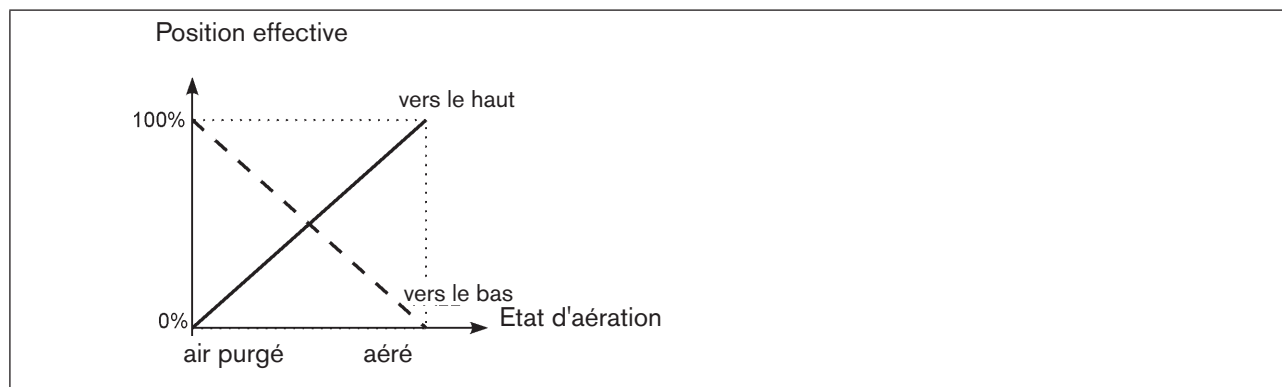 Position effective
vers le haut
100%
vers le bas
0%
Etat d'aération
air purgé
aéré